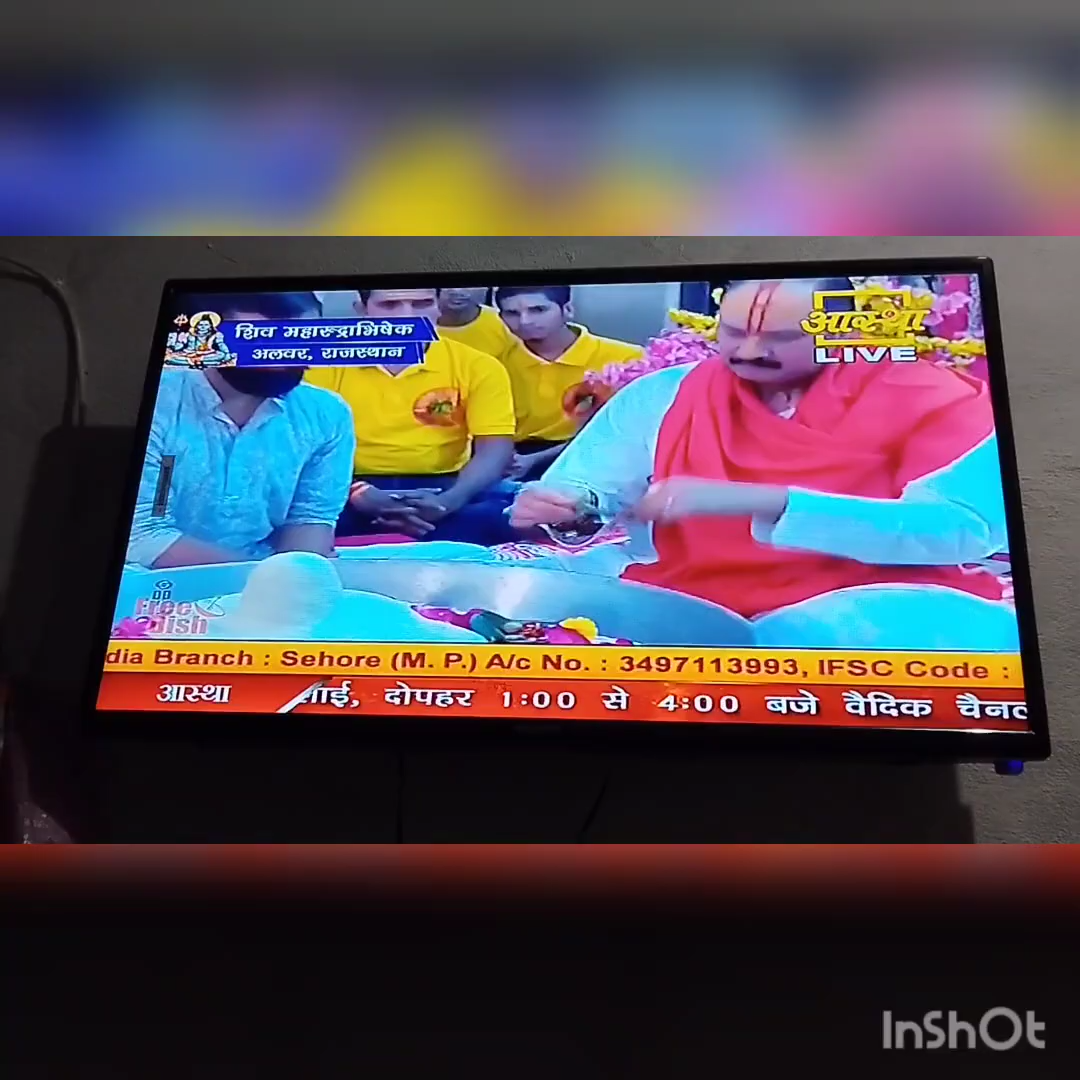 शिव महारुद्राभिषेक
अलवर, राजस्थान
आस्था
LIVE
DD
Free
Dish
dia Branch : Sehore (M. P.) A/c No. : 3497113993, IFSC Code :
आस्था
दोपहर 1:00 से 4:00 बजे वैदिक चैनल
InShOt